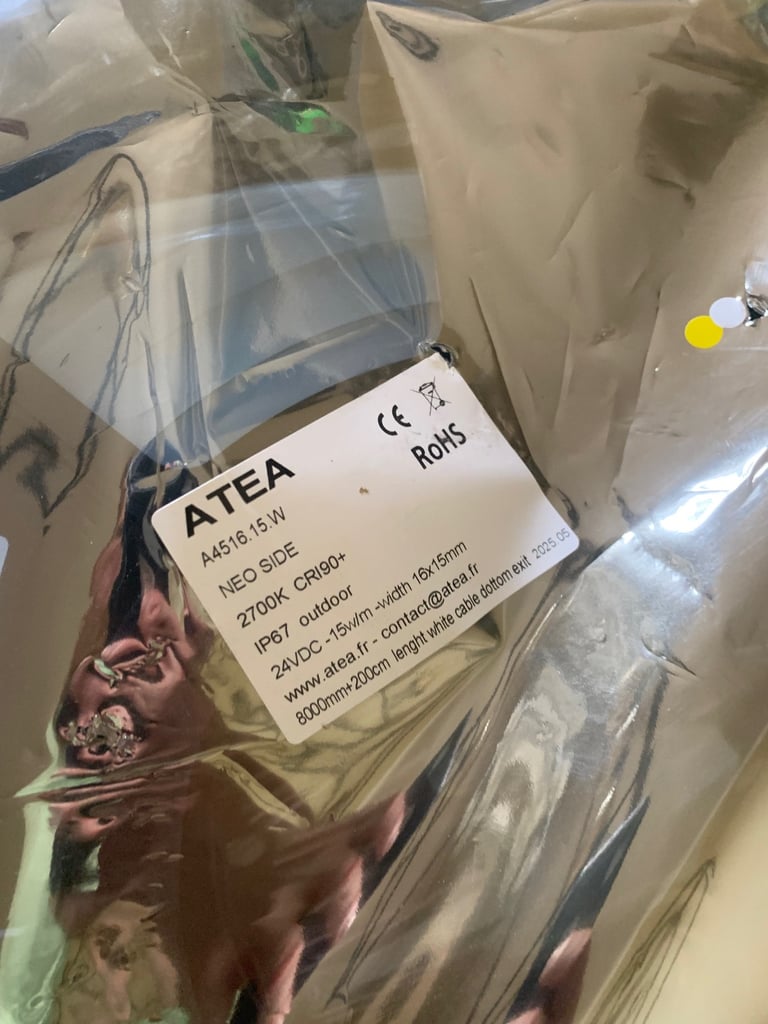 CE
RoHS
ATEA
A4516.15.W
NEO SIDE
2700K CRI90+
IP67 outdoor
24VDC -15w/m -width 16x15mm
www.atea.fr - contact@atea.fr
8000mm+200cm lenght white cable dottom exit 2025.05